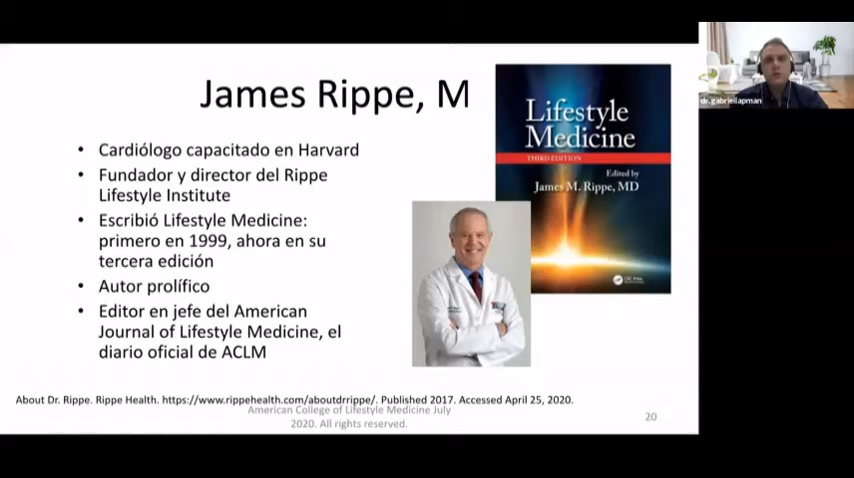 James Rippe, M
• Cardiólogo capacitado en Harvard
• Fundador y director del Rippe
Lifestyle Institute
• Escribió Lifestyle Medicine:
primero en 1999, ahora en su
tercera edición
• Autor prolífico
• Editor en jefe del American
Journal of Lifestyle Medicine, el
diario oficial de ACLM
Lifestyle
Medicine
THIRD EDITION
Edited by
James M. Rippe, MD
CRC Press
dr.gabriellapman
About Dr. Rippe. Rippe Health. https://www.rippehealth.com/aboutdrrippe/. Published 2017. Accessed April 25, 2020.
American College of Lifestyle Medicine July
2020. All rights reserved.
20